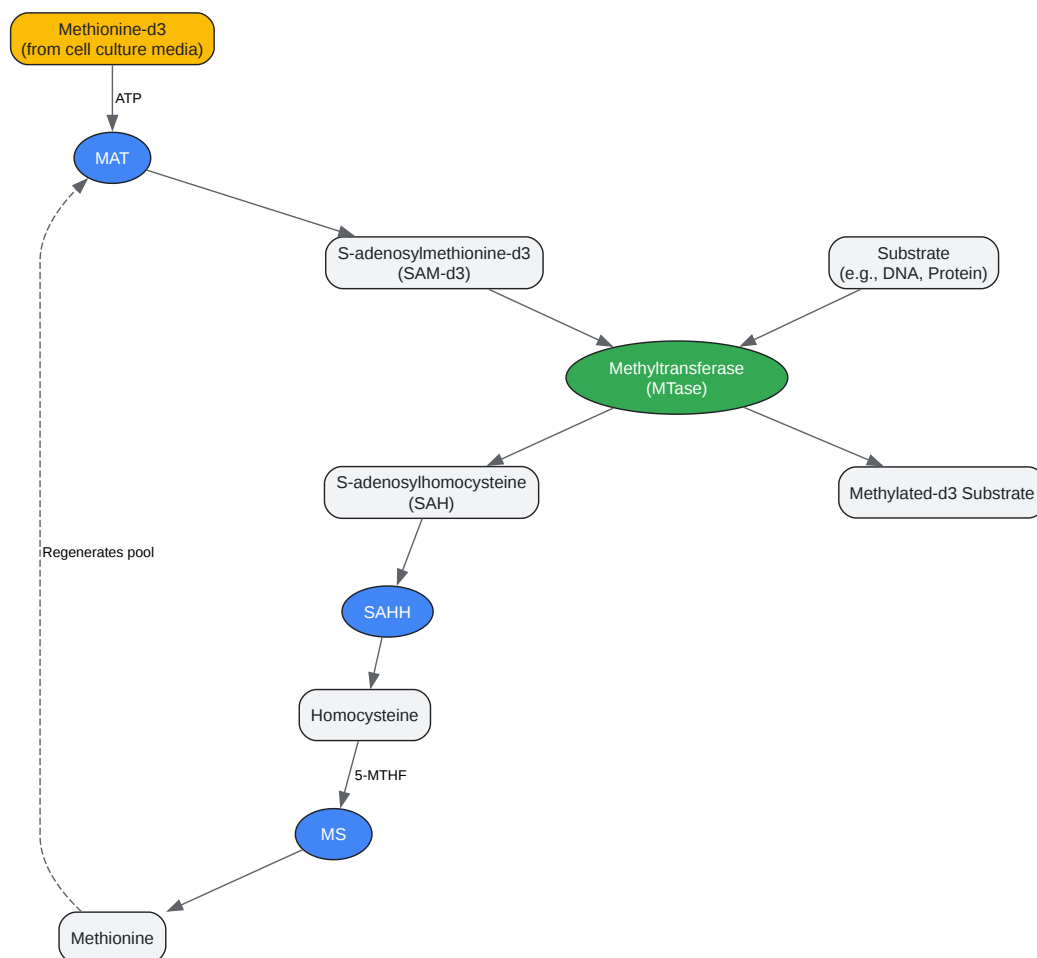 Methionine-d3
(from cell culture media)
ATP
MAT
S-adenosylmethionine-d3
(SAM-d3)
Substrate
(e.g., DNA, Protein)
Methyltransferase
(MTase)
S-adenosylhomocysteine
(SAH)
Methylated-d3 Substrate
Regenerates pool
SAHH
Homocysteine
5-MTHF
MS
Methionine